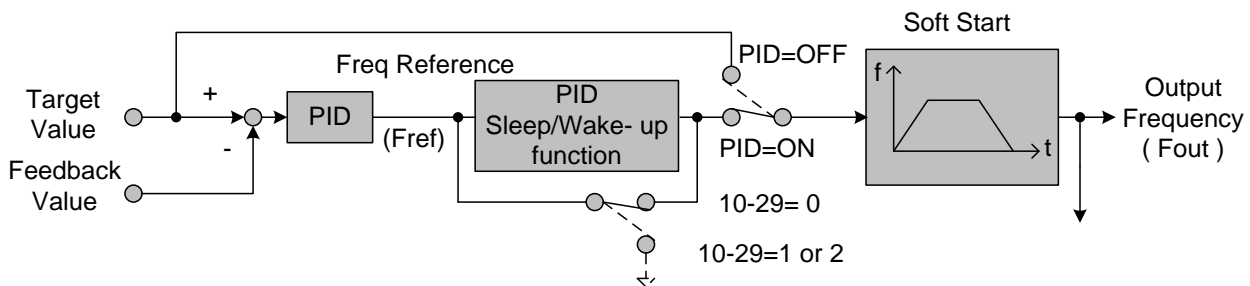 Soft Start
PID=OFF
Freq Reference
f
Target
Value
+
PID
(Fref)
PID
Sleep/Wake- up
function
PID=ON
t
Output
Frequency
( Fout )
-
Feedback
Value
10-29= 0
10-29=1 or 2